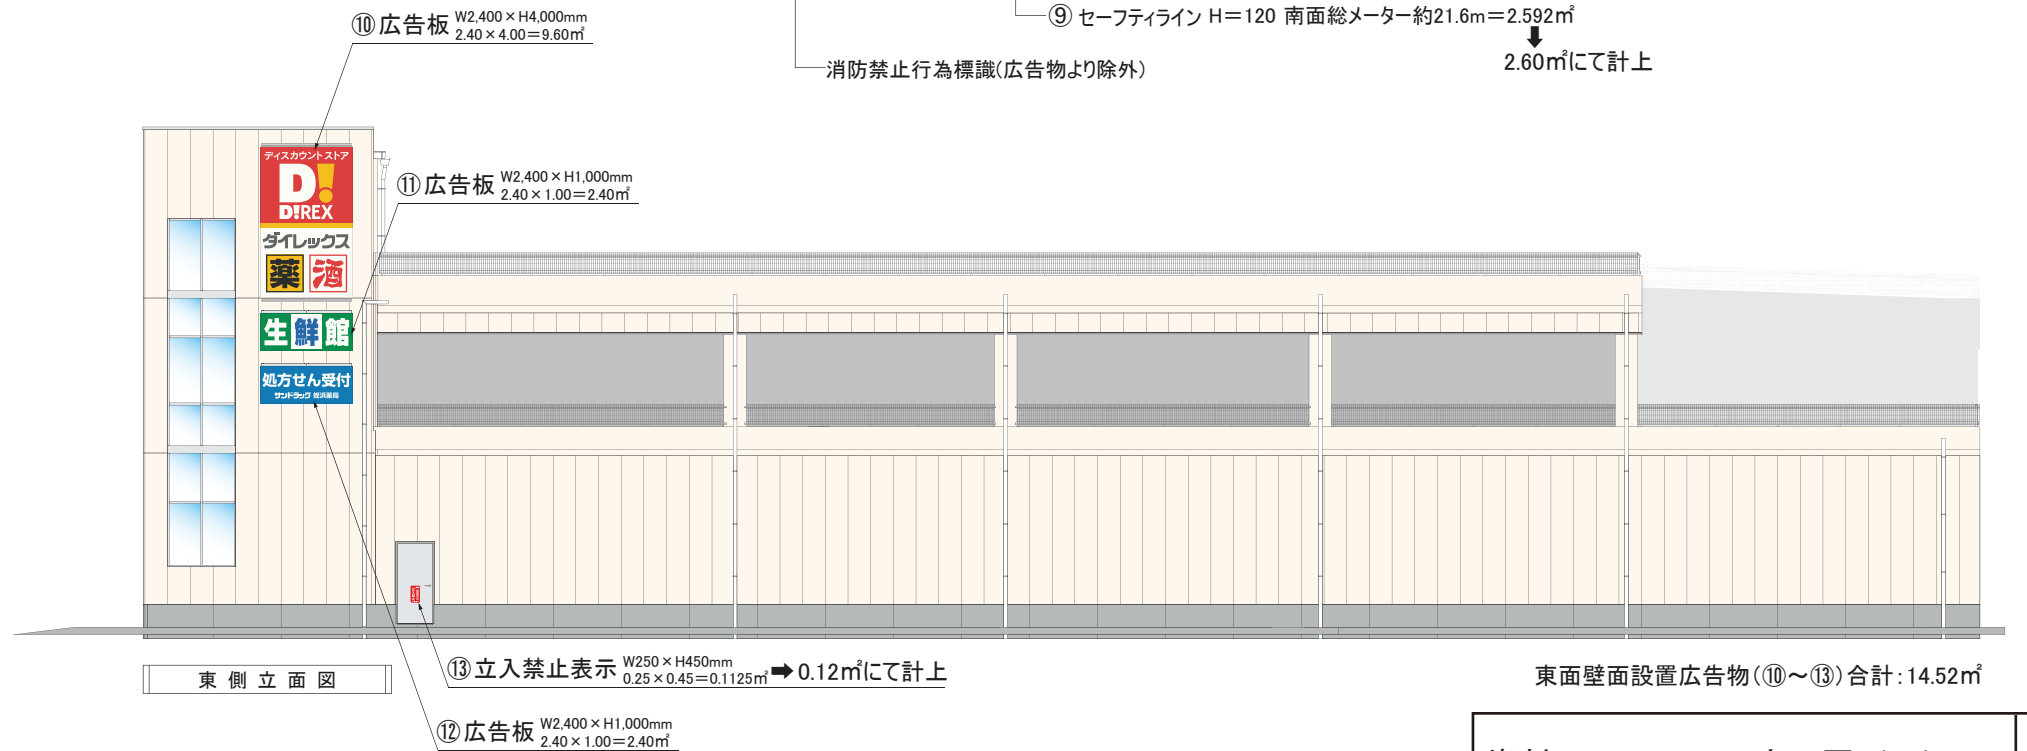 ⑩広告板 W2,400×H4,000mm
2.40×4.00=9.60㎡
⑨ セーフティライン H=120 南面総メーター約21.6m=2.592㎡
2.60㎡にて計上
消防禁止行為標識(広告物より除外)
ディスカウントストア
D!
D!REX
ダイレックス
薬 酒
⑪広告板 W2,400×H1,000mm
2.40×1.00=2.40㎡
生鮮館
処方せん受付
サンドラッグ
⑬立入禁止表示 W250×H450mm
0.25×0.45=0.1125㎡ ➡ 0.12㎡にて計上
東側立面図
東面壁面設置広告物(⑩~⑬)合計:14.52㎡
⑫広告板 W2,400×H1,000mm
2.40×1.00=2.40㎡